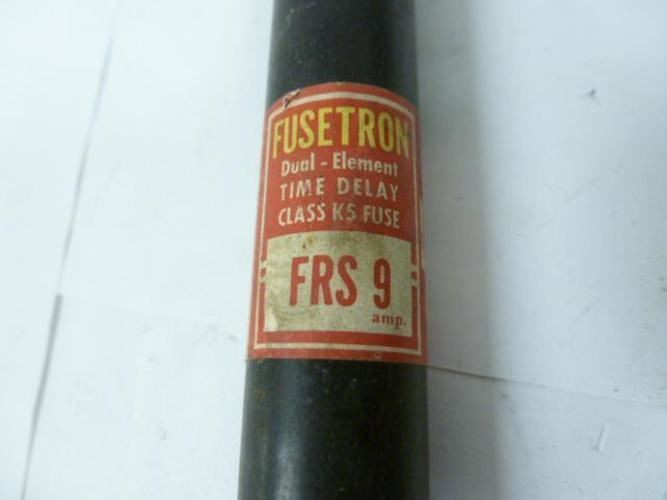 FUSETRON
Dual - Element
TIME DELAY
CLASS K5 FUSE
FRS 9
amp.